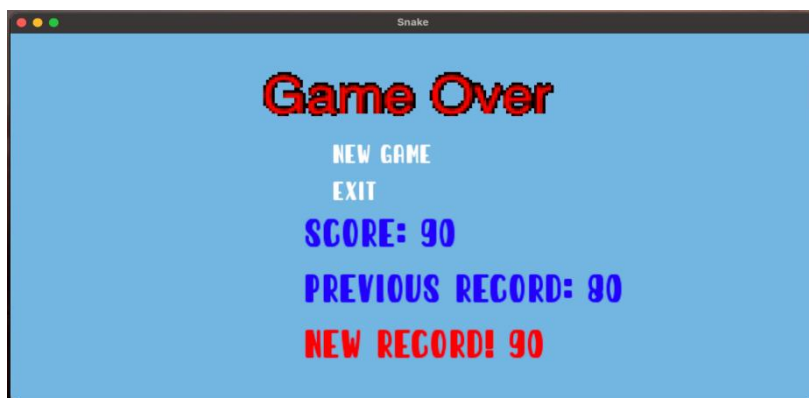 Snake
Game Over
NEW GAME
EXIT
SCORE: 90
PREVIOUS RECORD: 80
NEW RECORD! 90